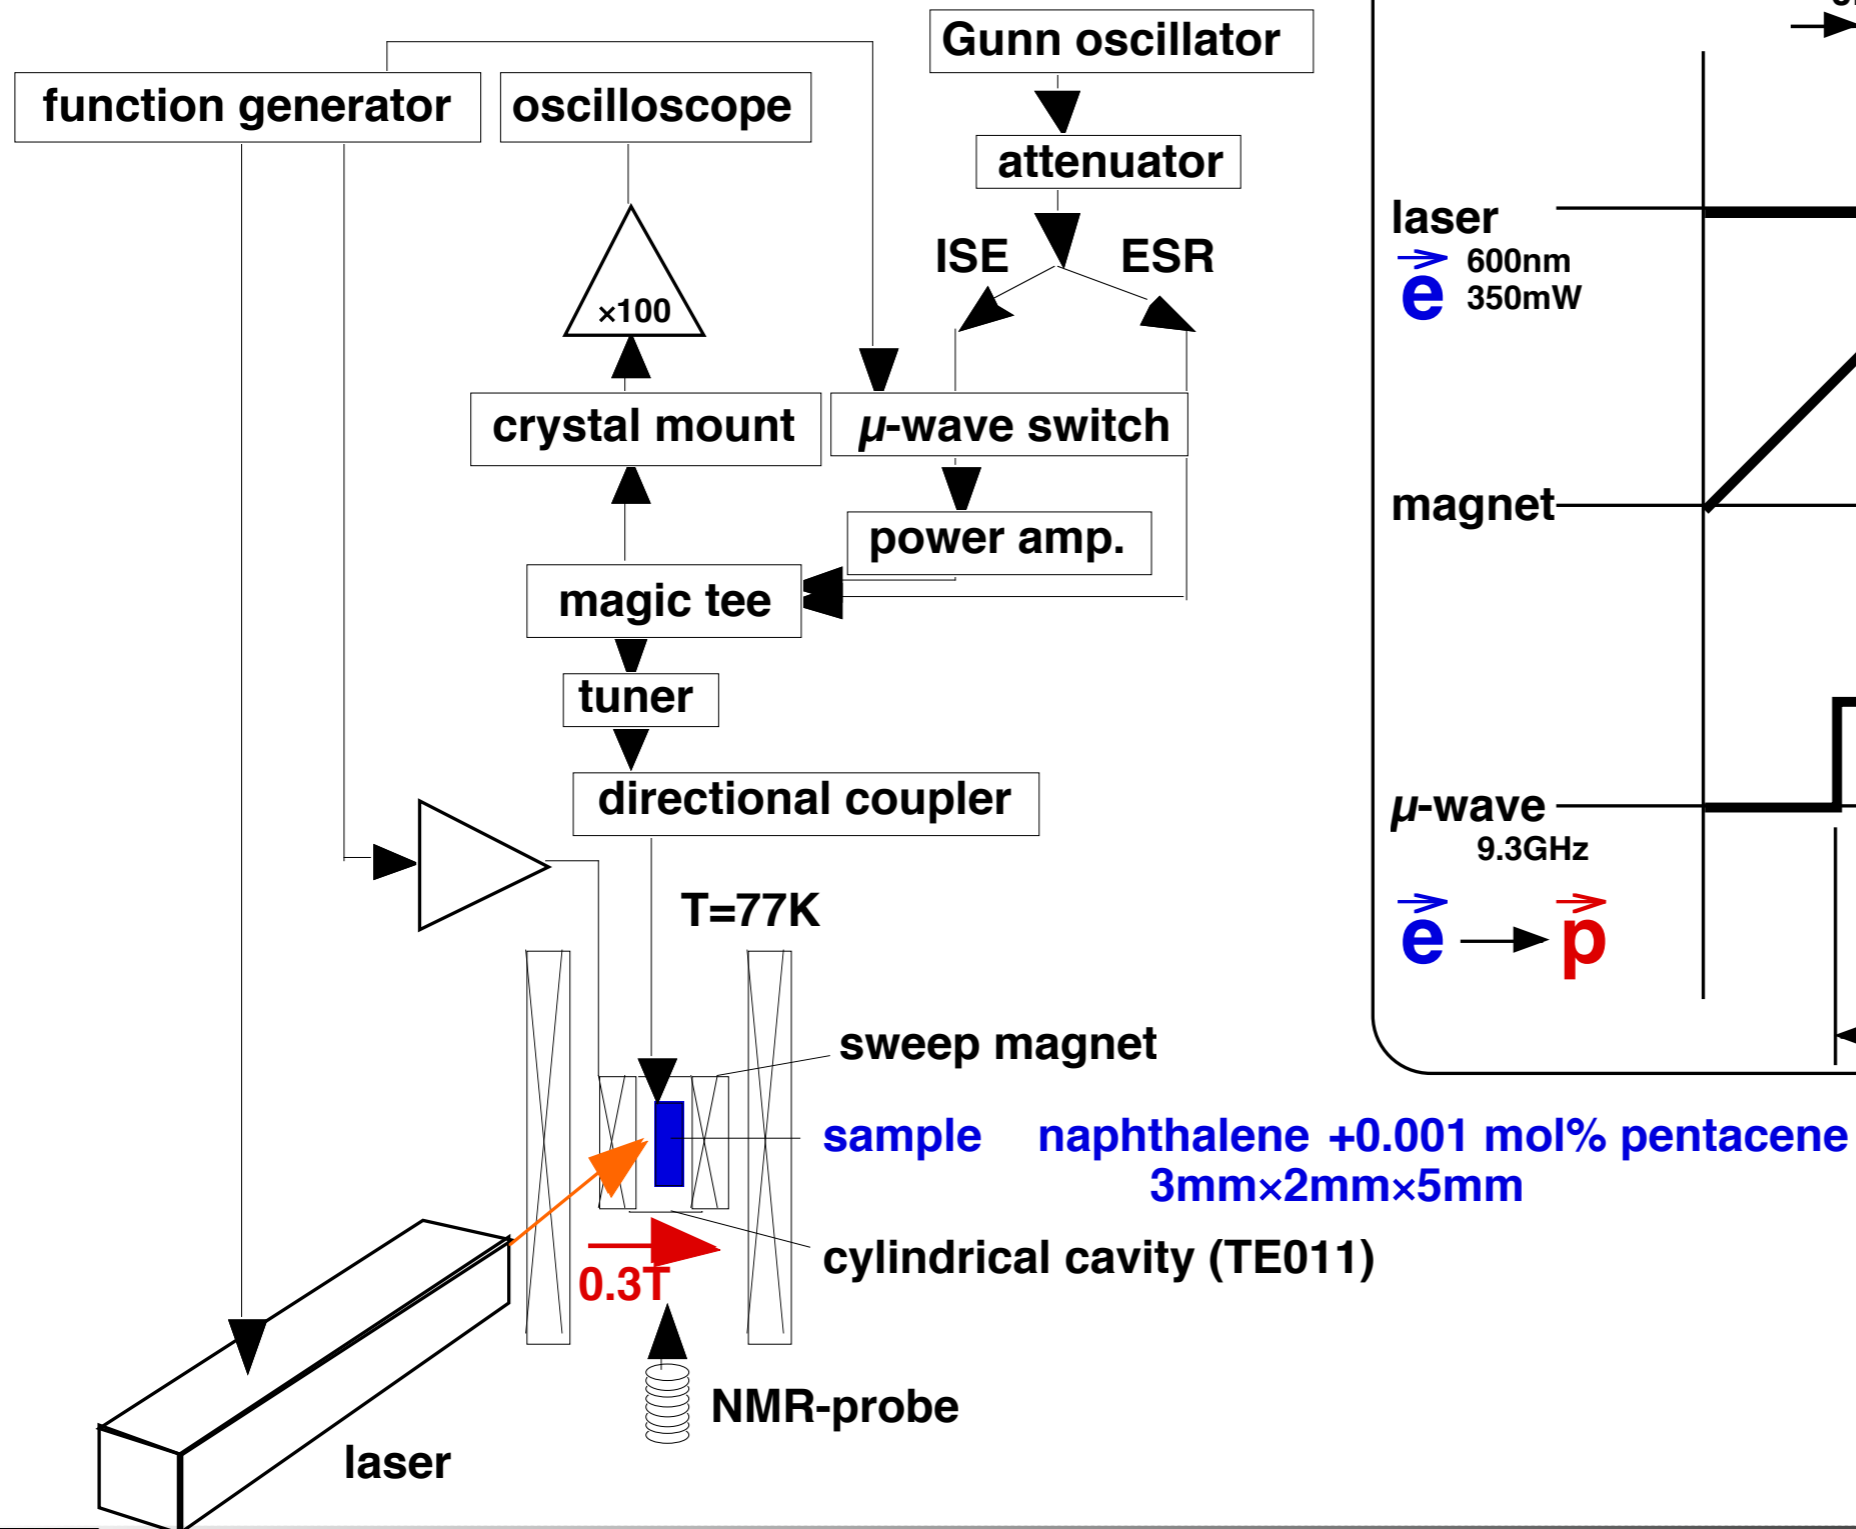 Gunn oscillator
function generator
oscilloscope
attenuator
ISE
ESR
×100
crystal mount
μ-wave switch
power amp.
magic tee
tuner
directional coupler
T=77K
sweep magnet
sample naphthalene +0.001 mol% pentacene
3mm×2mm×5mm
cylindrical cavity (TE011)
0.3T
NMR-probe
laser
laser
e 600nm
350mW
magnet
μ-wave
9.3GHz
e p